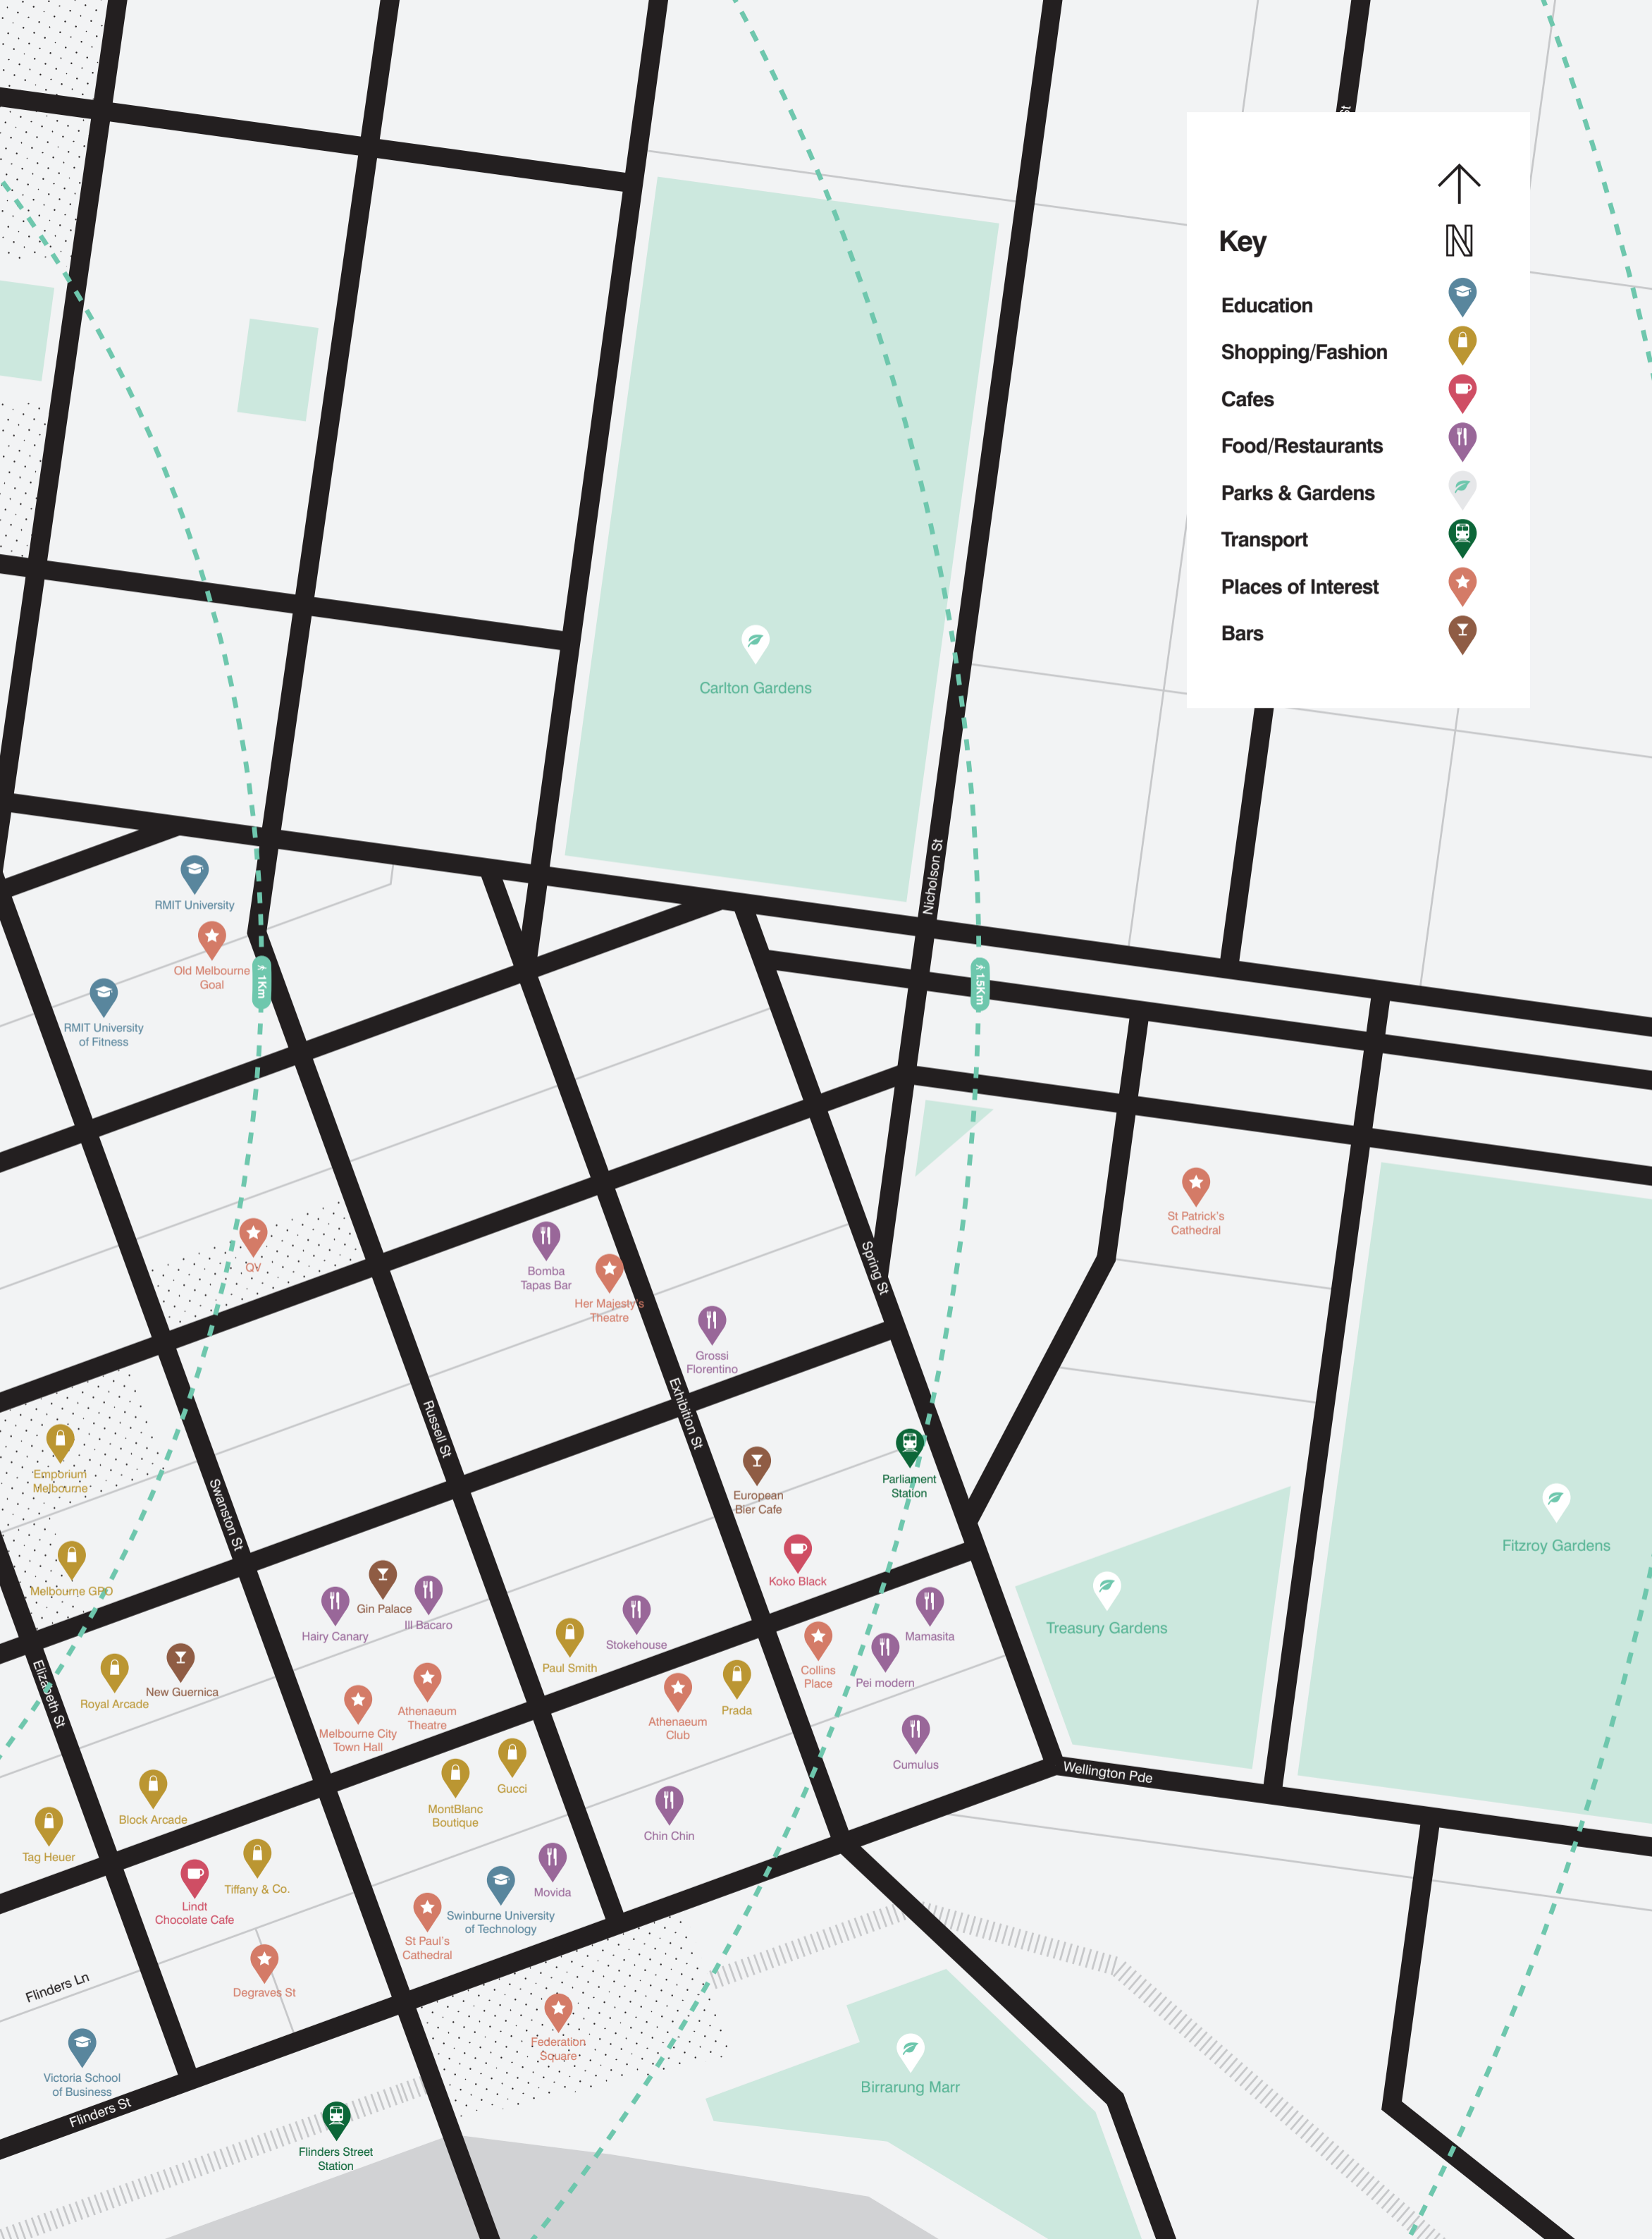 st
Key
N
Education
Shopping/Fashion
Cafes
Food/Restaurants
Parks & Gardens
Transport
Places of Interest
Bars
Carlton Gardens
Nicholson St
RMIT University
Old Melbourne
Goal
1Km
1.5Km
RMIT University
of Fitness
St Patrick's
Cathedral
QV
Bomba
Tapas Bar
Her Majesty's
Theatre
Spring St
Grossi
Florentino
Exhibition St
Russell St
Emporium
Melbourne
Swanston St
European
Bier Cafe
Parliament
Station
Fitzroy Gardens
Melbourne GPO
Koko Black
Gin Palace
Hairy Canary
Ill Bacaro
Stokehouse
Mamasita
Treasury Gardens
Elizabeth St
Royal Arcade
New Guernica
Paul Smith
Collins
Place
Pei modern
Athenaeum
Theatre
Melbourne City
Town Hall
Athenaeum
Club
Prada
Cumulus
Wellington Pde
Gucci
MontBlanc
Boutique
Block Arcade
Chin Chin
Tag Heuer
Tiffany & Co.
Lindt
Chocolate Cafe
Movida
Swinburne University
of Technology
St Paul's
Cathedral
Flinders Ln
Degraves St
Federation
Square
Victoria School
of Business
Birrarung Marr
Flinders St
Flinders Street
Station